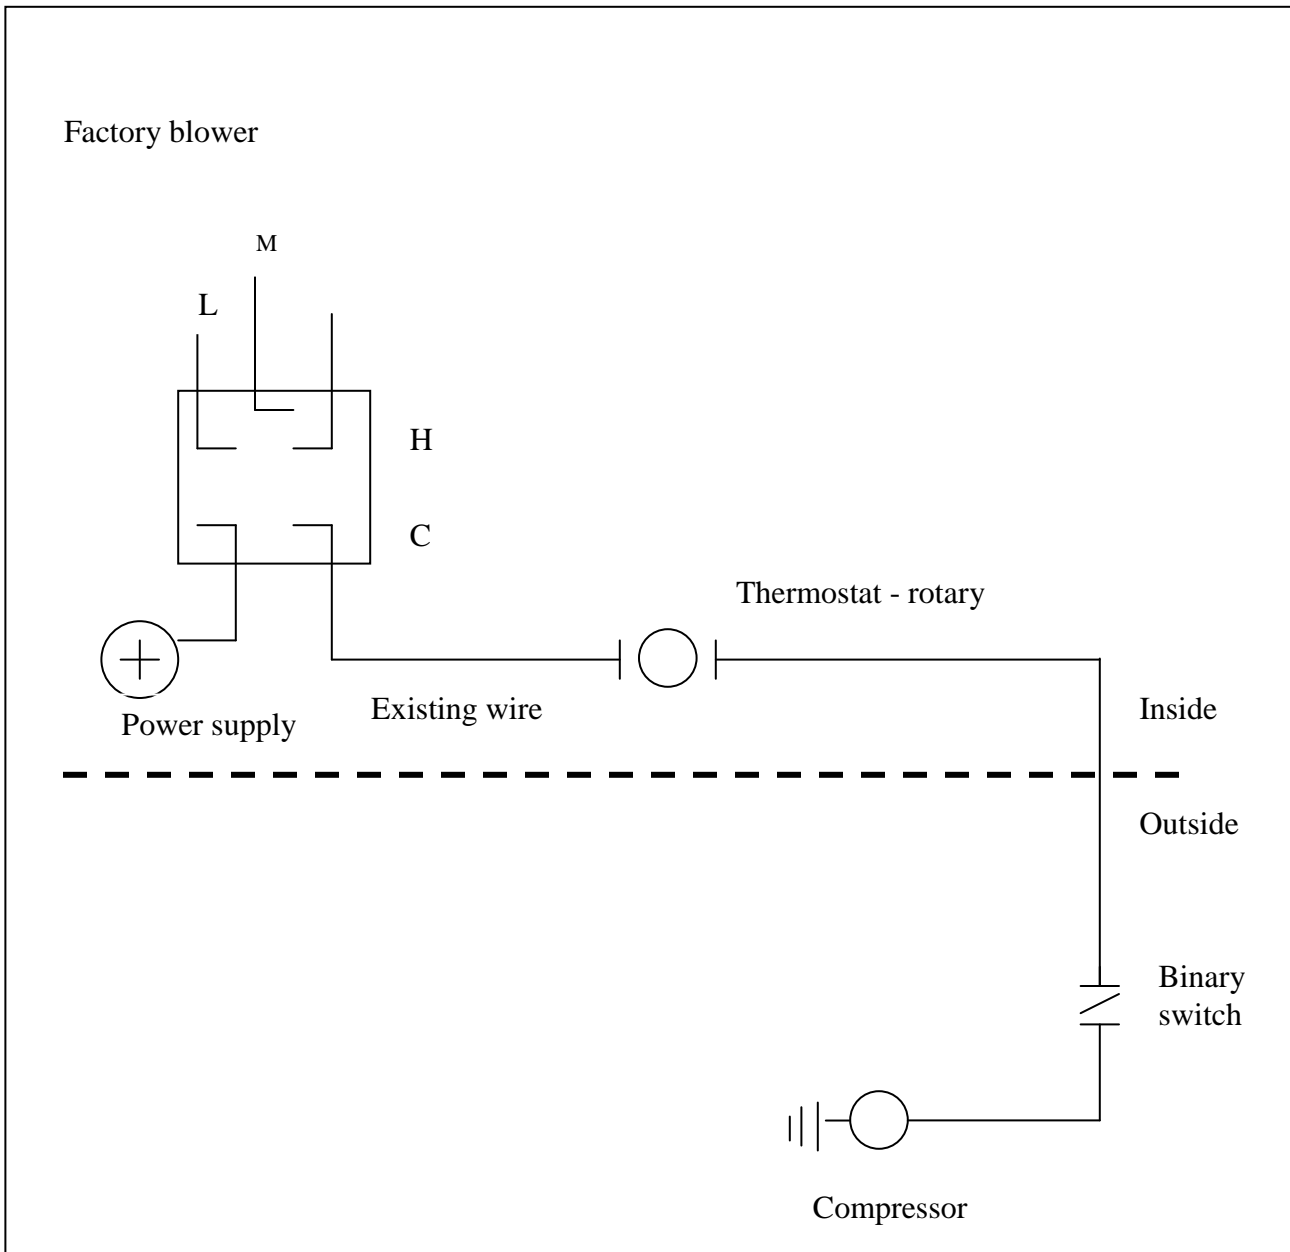 Factory blower
M
L
H
C
Thermostat - rotary
Existing wire
Inside
Power supply
Outside
Binary
switch
Compressor